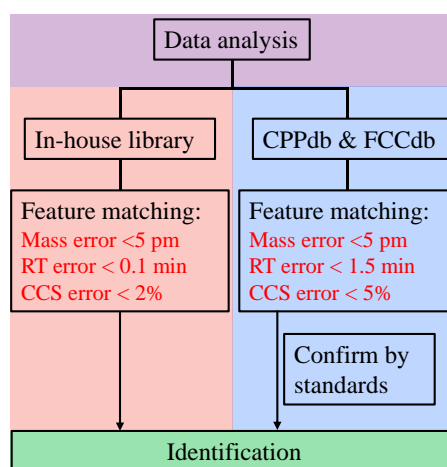 Data analysis
In-house library
CPPdb & FCCdb
Feature matching:
Mass error <5 pm
RT error < 0.1 min
CCS error < 2%
Feature matching:
Mass error <5 pm
RT error < 1.5 min
CCS error < 5%
Confirm by
standards
Identification